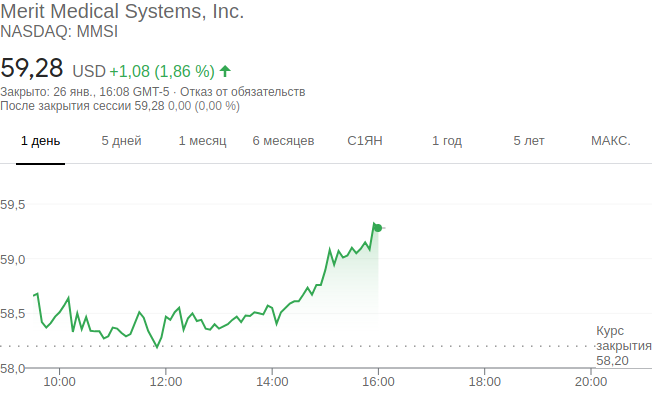 Merit Medical Systems, Inc.
NASDAQ: MMSI
59,28 USD +1,08 (1,86 %)
Закрыто: 26 янв., 16:08 GMT-5 · Отказ от обязательств
После закрытия сессии 59,28 0,00 (0,00 %)
1 день 5 дней 1 месяц 6 месяцев С1ЯН 1 год 5 лет МАКС.
59,5
59,0
58,5
Курс
закрытия
58,20
58,0
10:00 12:00 14:00 16:00 18:00 20:00